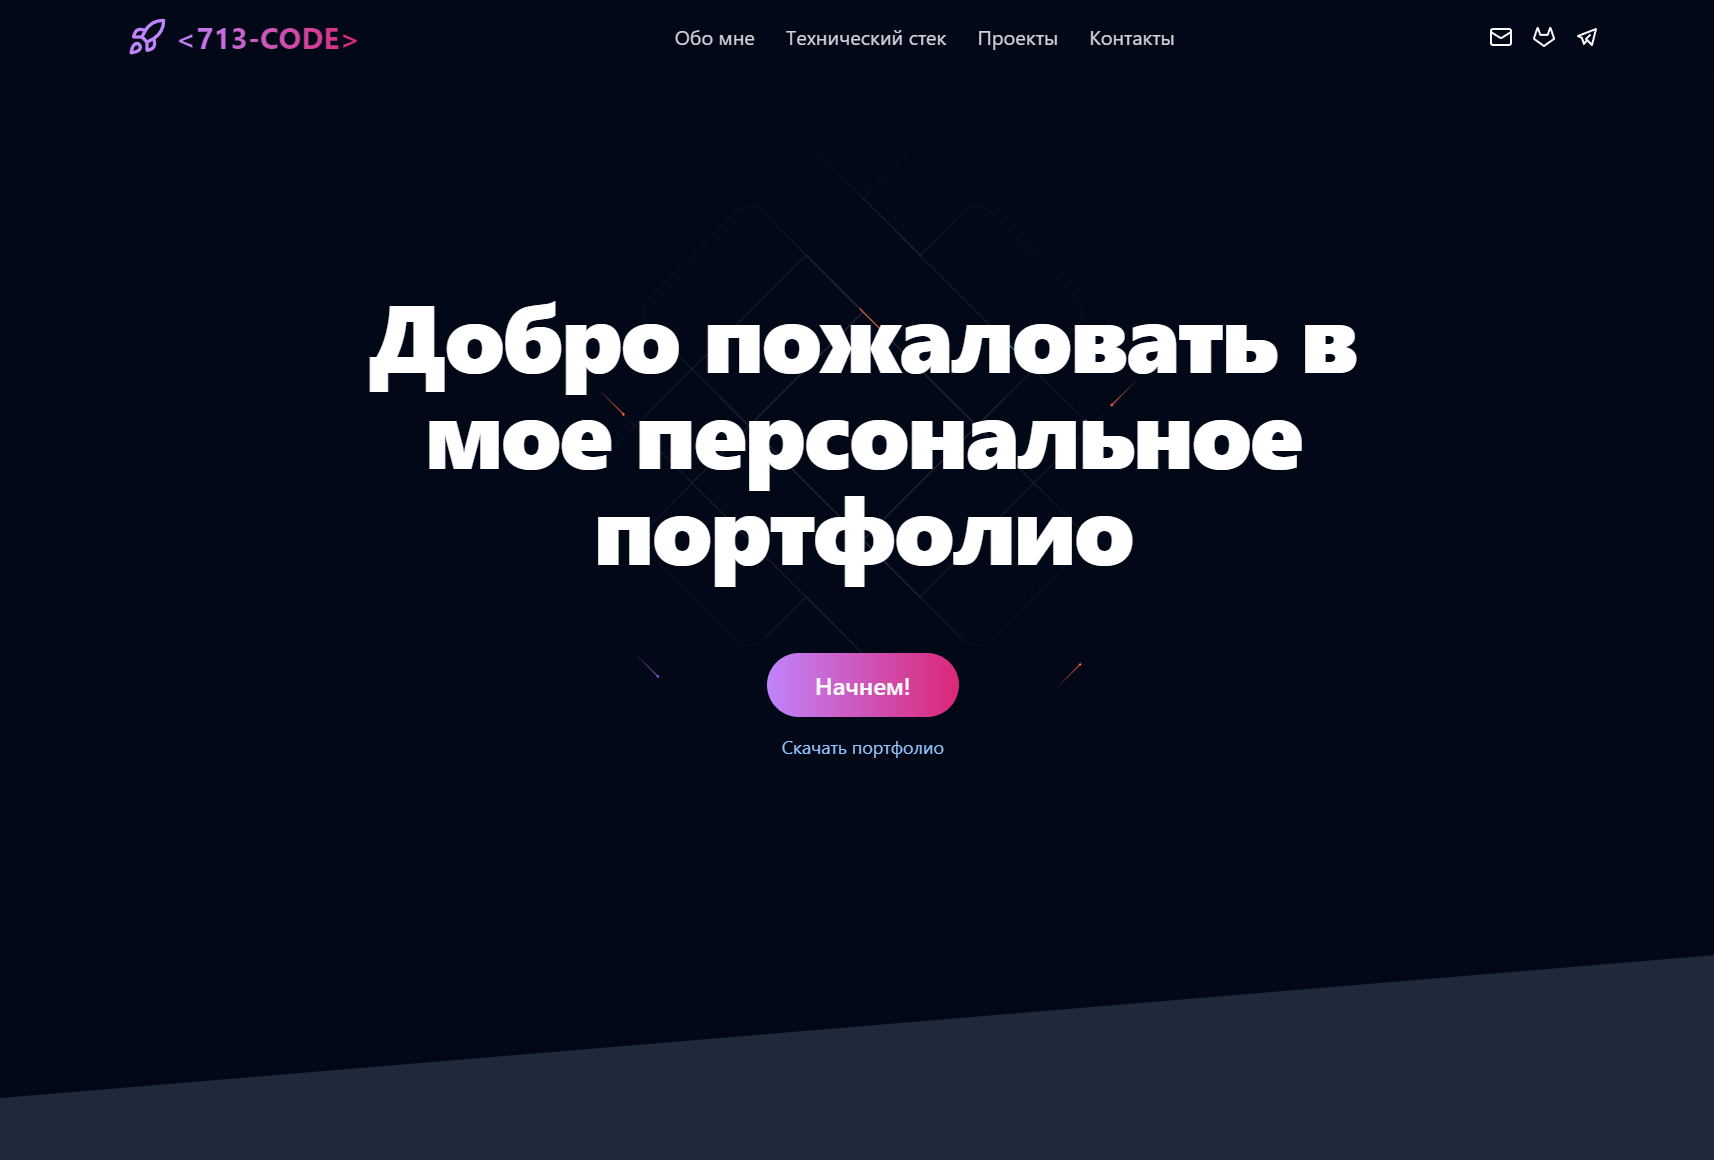 <713-CODE>
Обо мне
Технический стек
Проекты
Контакты
Добро пожаловать в
мое персональное
портфолио
Начнем!
Скачать портфолио